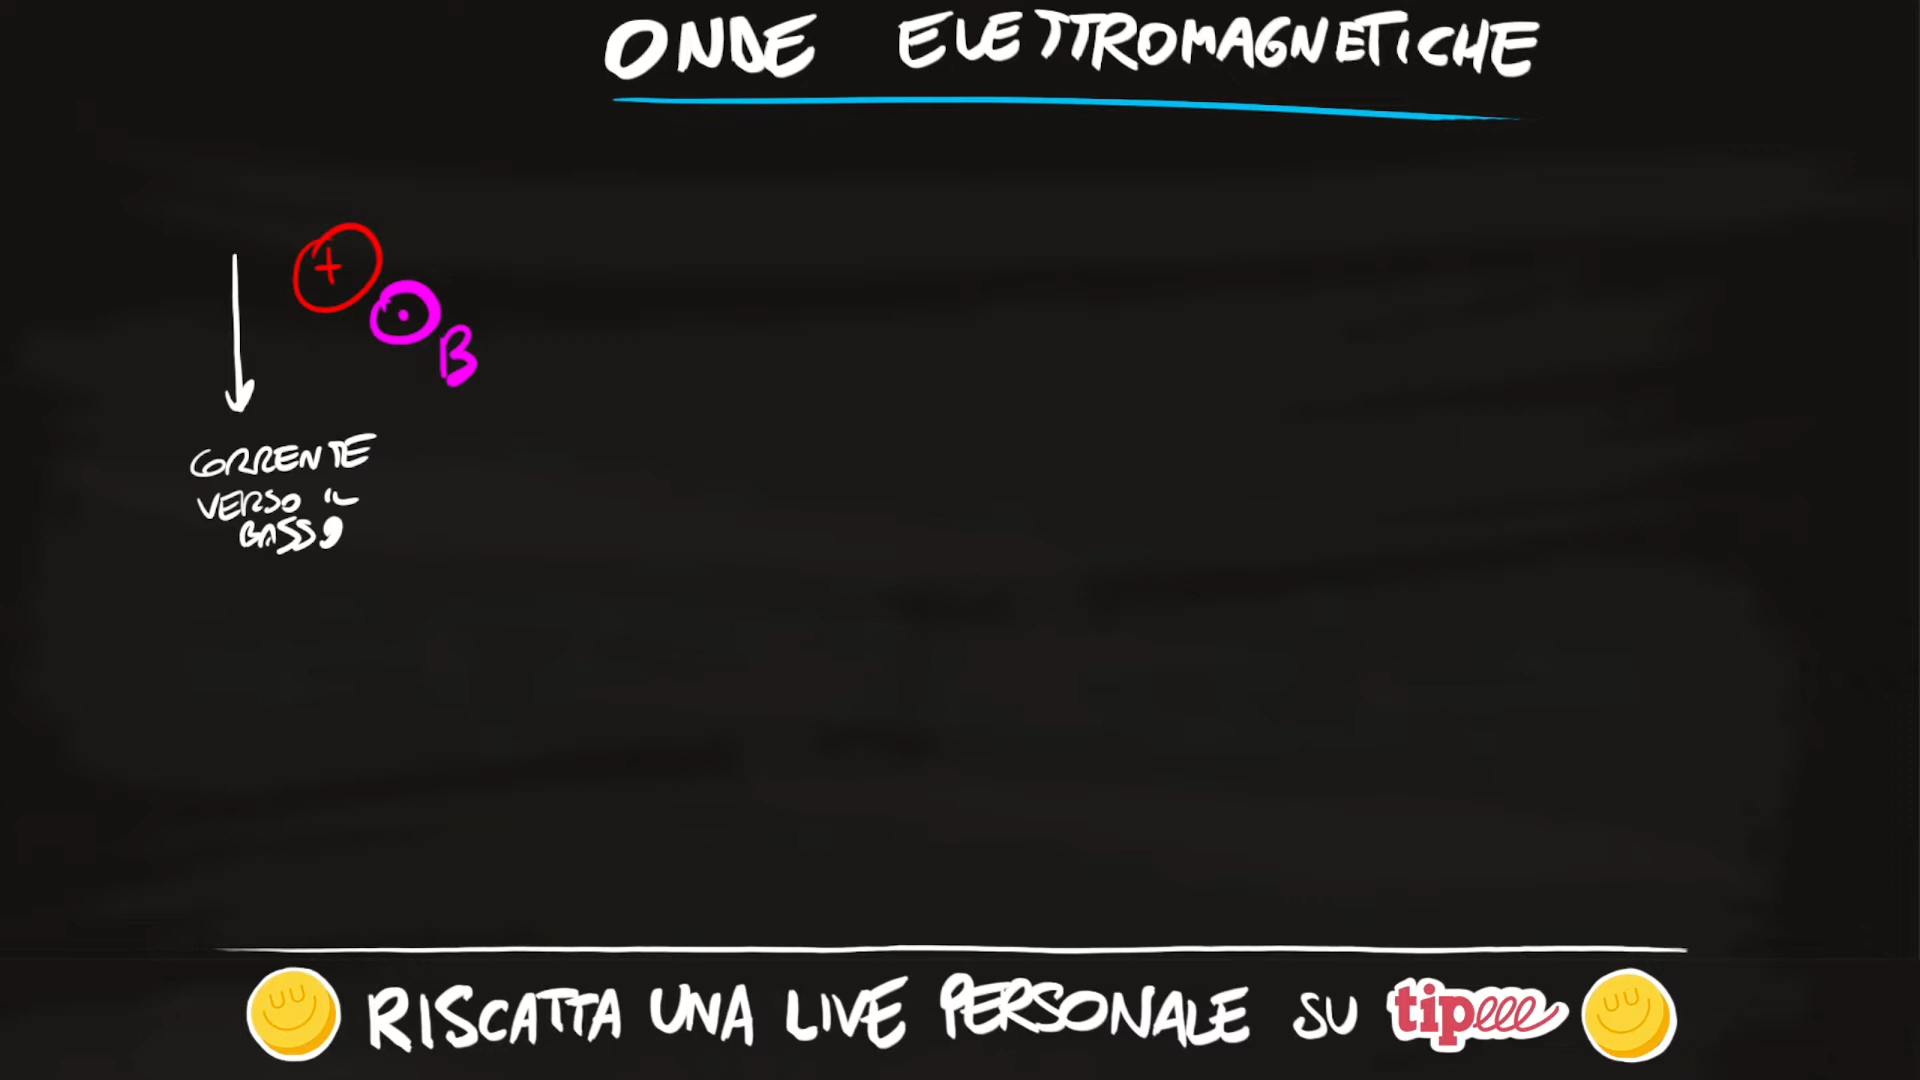 ONDE ELETTROMAGNETICHE
+
B
CORRENTE
VERSO IL
BASSO
RISCATTA UNA LIVE PERSONALE SU tipeee